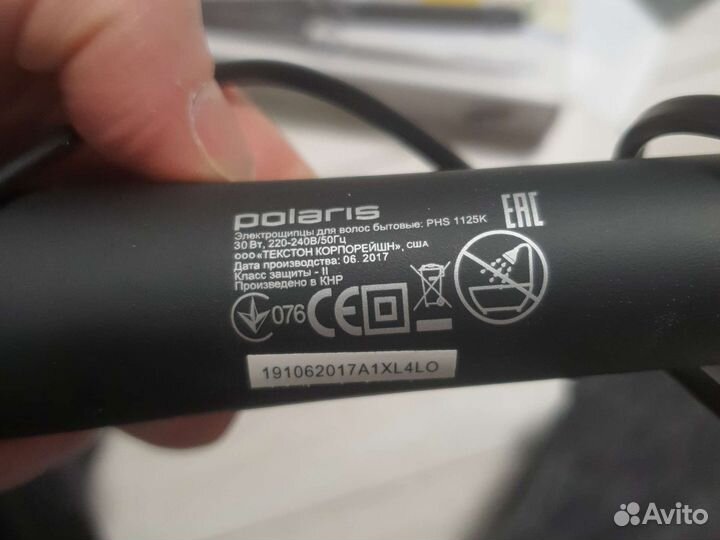 polaris
Электрощипцы для волос бытовые: PHS 1125K
30 Вт, 220-240В/50Гц
ООО «ТЕКСТОН КОРПОРЕЙШН», США
Дата производства: 06. 2017
Класс защиты - II
Произведено в КНР
EAC
076 CE
191062017A1XL4LO
Avito